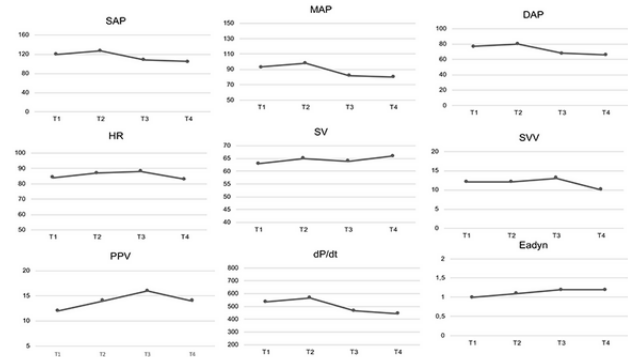 SAP
160
120
80
40
0
T1 T2 T3 T4
MAP
150
130
110
90
70
50
T1 T2 T3 T4
DAP
100
80
60
40
20
0
T1 T2 T3 T4
HR
100
90
80
70
60
50
T1 T2 T3 T4
SV
70
65
60
55
50
45
40
T1 T2 T3 T4
SVV
20
15
10
5
0
T1 T2 T3 T4
PPV
20
15
10
5
T1 T2 T3 T4
dP/dt
800
700
600
500
400
300
200
T1 T2 T3 T4
Eadyn
2
1,5
1
0,5
0
T1 T2 T3 T4